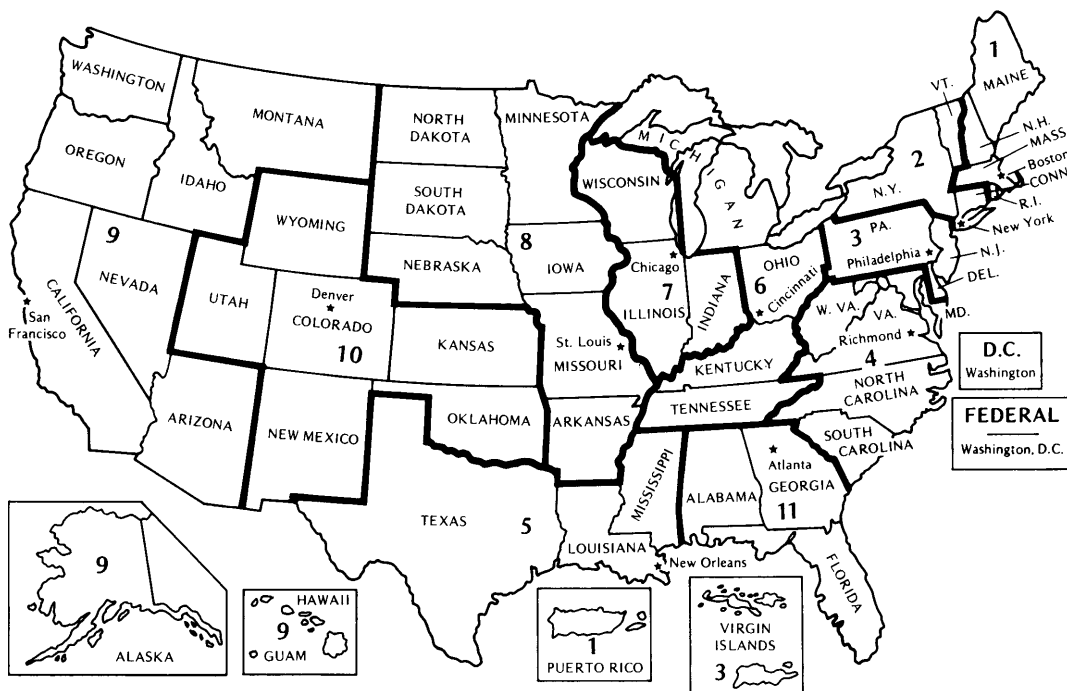 WASHINGTON
MONTANA
OREGON
IDAHO
WYOMING
9
NEVADA
CALIFORNIA
San
Francisco
UTAH
Denver
COLORADO
10
ARIZONA
NEW MEXICO
NORTH
DAKOTA
SOUTH
DAKOTA
NEBRASKA
KANSAS
OKLAHOMA
TEXAS
5
MINNESOTA
8
IOWA
St. Louis
MISSOURI
ARKANSAS
LOUISIANA
New Orleans
WISCONSIN
MICHIGAN
Chicago
7
ILLINOIS
INDIANA
OHIO
6
Cincinnati
KENTUCKY
TENNESSEE
MISSISSIPPI
ALABAMA
Atlanta
GEORGIA
11
FLORIDA
SOUTH
CAROLINA
NORTH
CAROLINA
4
W. VA.
VA.
Richmond
3
PA.
Philadelphia
2
N.Y.
VT.
1
MAINE
N.H.
MASS.
Boston
CONN.
R.I.
New York
N.J.
DEL.
MD.
D.C.
Washington
FEDERAL
Washington, D.C.
9
ALASKA
HAWAII
9
GUAM
1
PUERTO RICO
VIRGIN
ISLANDS
3